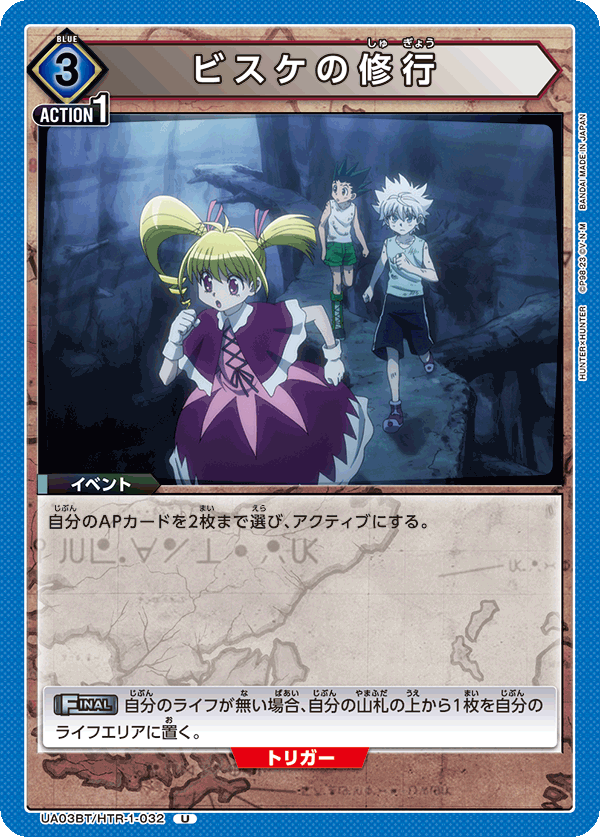 BLUE
3
ACTION 1
しゅ ぎょう
ビスケの修行
HUNTER×HUNTER ©P98-23 ©V・N・M BANDAI MADE IN JAPAN
イベント
じぶん まい えら
自分のAPカードを2枚まで選び、アクティブにする。
じぶん な ばあい じぶん やまふだ うえ まい じぶん
FINAL 自分のライフが無い場合、自分の山札の上から1枚を自分の
お
ライフエリアに置く。
トリガー
UA03BT/HTR-1-032 U